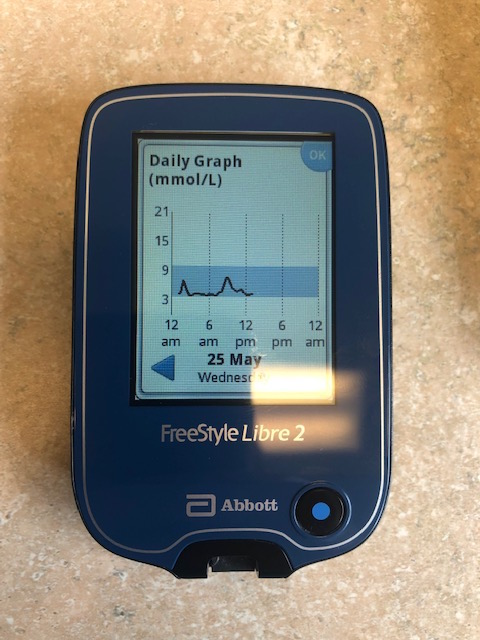 OK
Daily Graph
(mmol/L)
21
15
9
3
12 6 12 6 12
am am pm pm am
25 May
FreeStyle Libre 2
Abbott